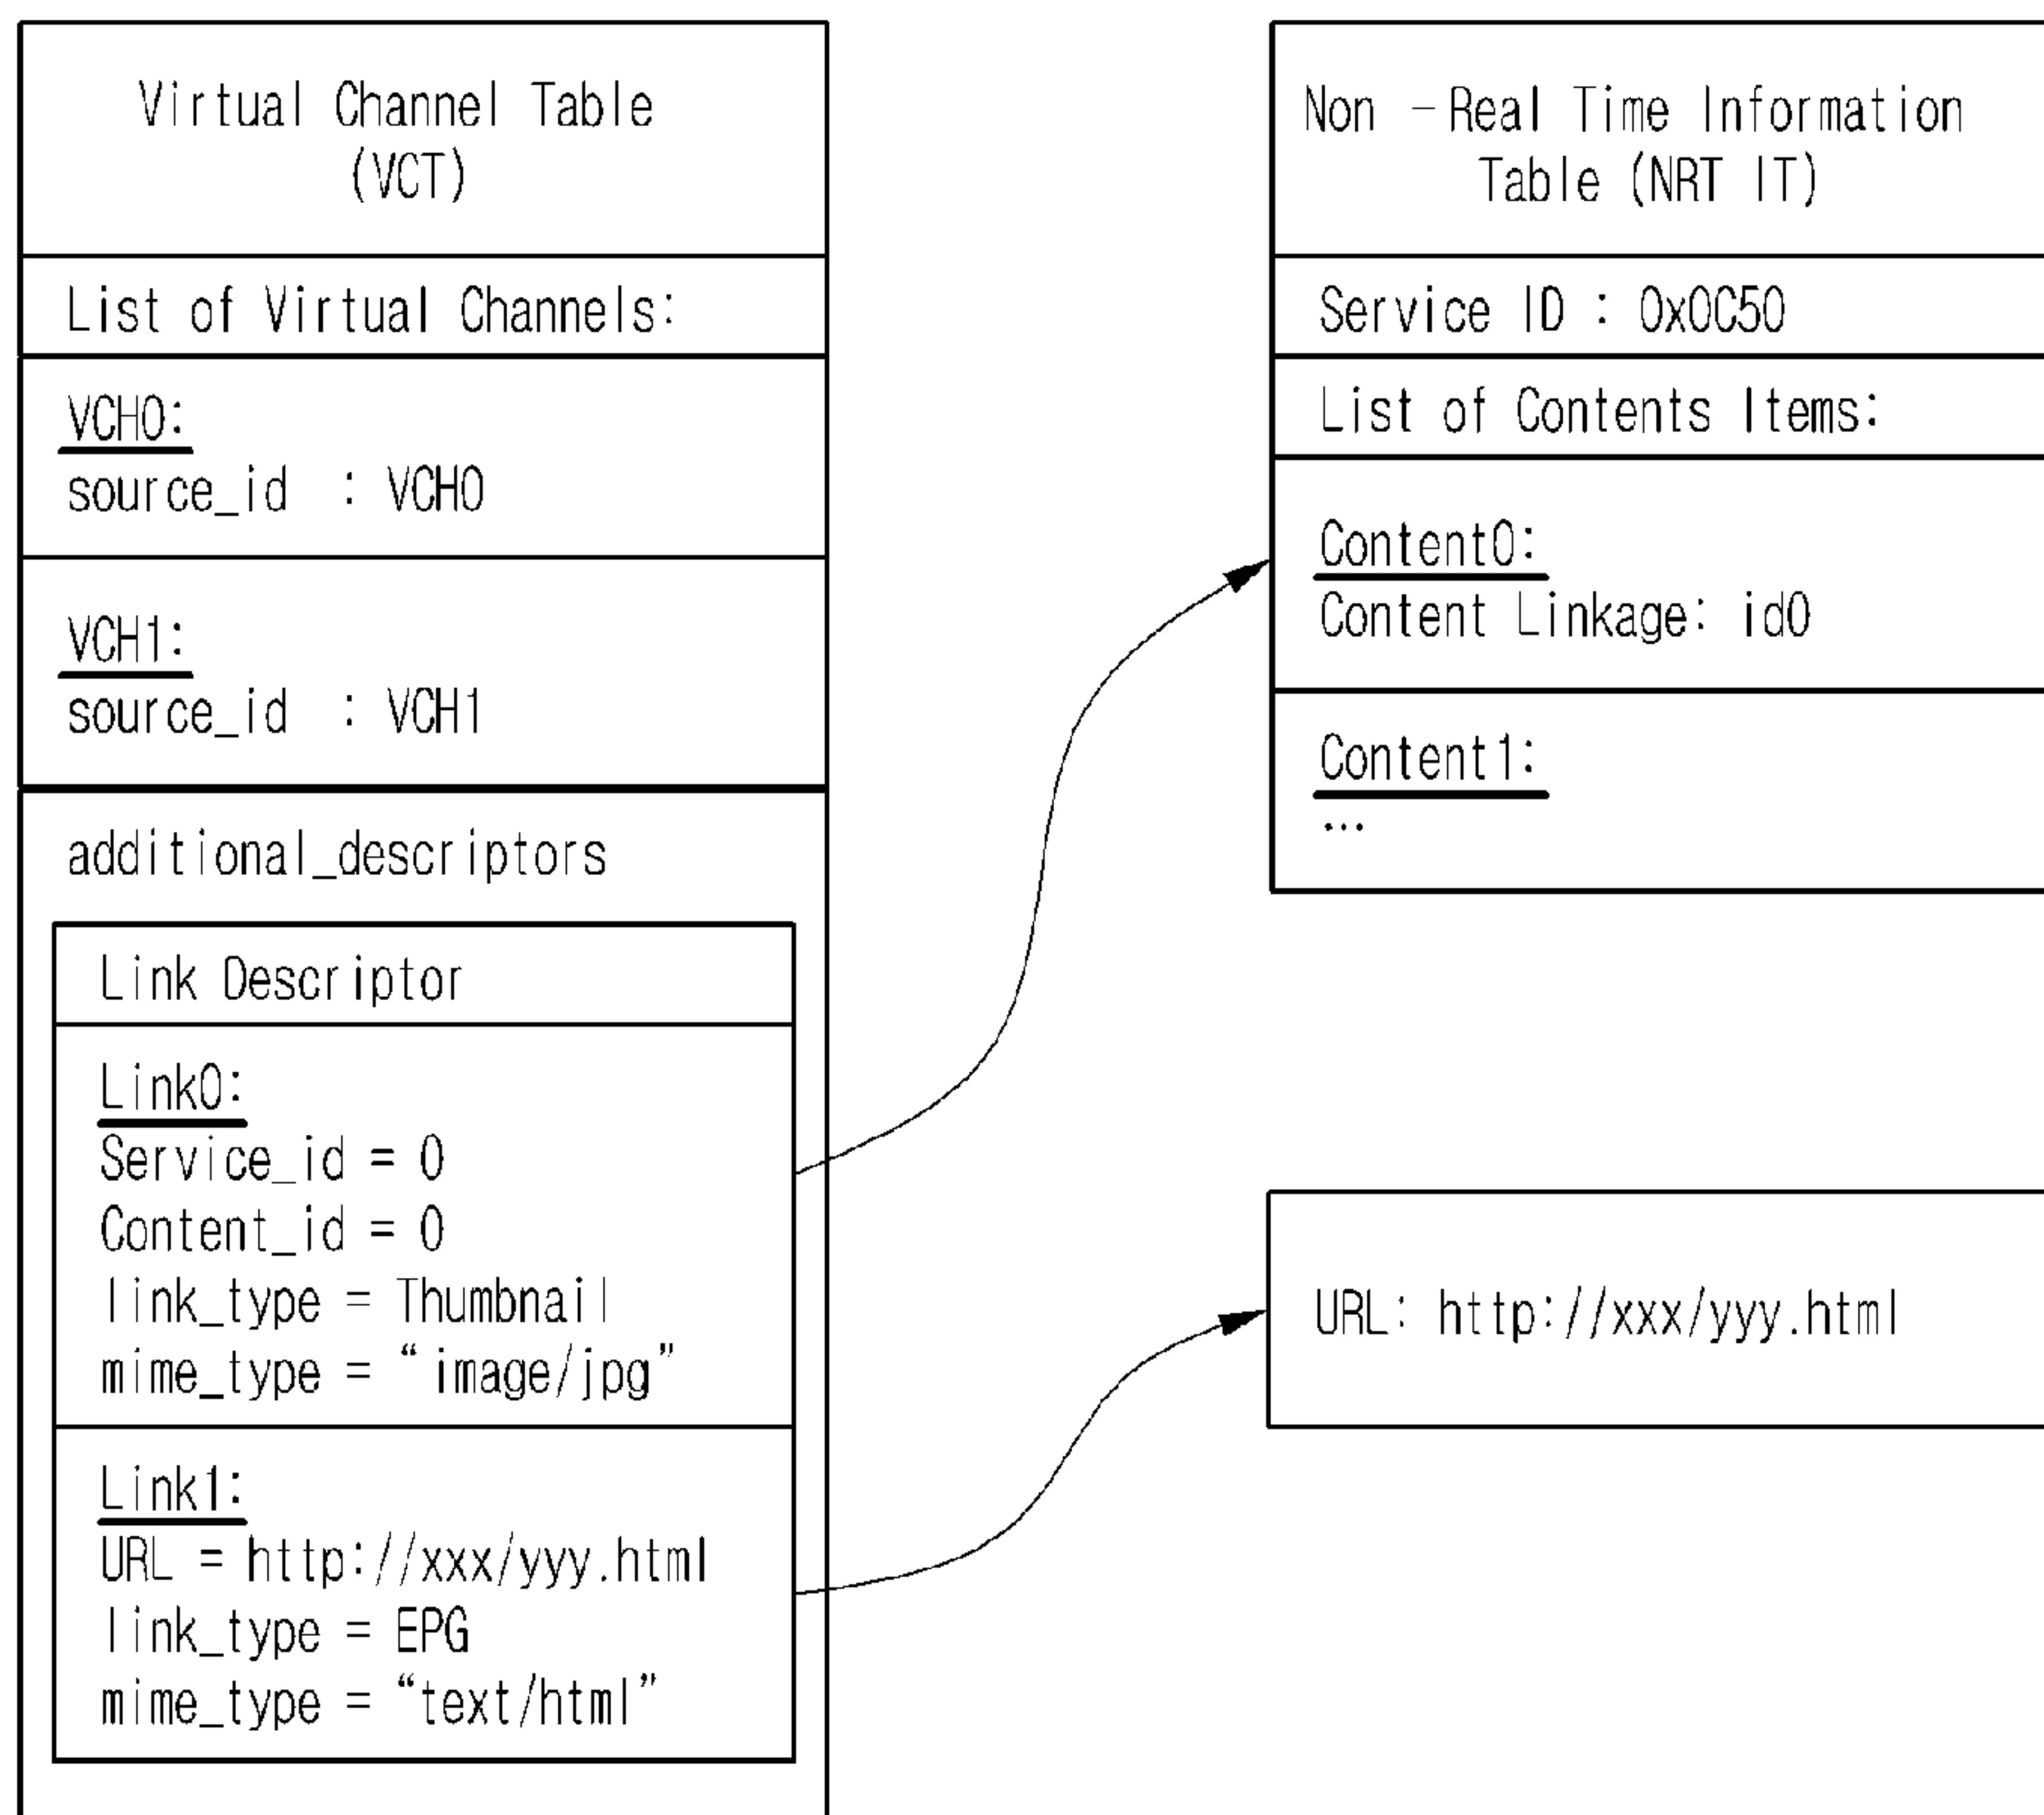 Virtual Channel Table
(VCT)
List of Virtual Channels:
VCH0:
source_id : VCH0
VCH1:
source_id : VCH1
additional_descriptors
Link Descriptor
Link0:
Service_id = 0
Content_id = 0
link_type = Thumbnail
mime_type = “image/jpg”
Link1:
URL = http://xxx/yyy.html
link_type = EPG
mime_type = “text/html”
Non -Real Time Information
Table (NRT IT)
Service ID : 0x0C50
List of Contents Items:
Content0:
Content Linkage: id0
Content1:
...
URL: http://xxx/yyy.html